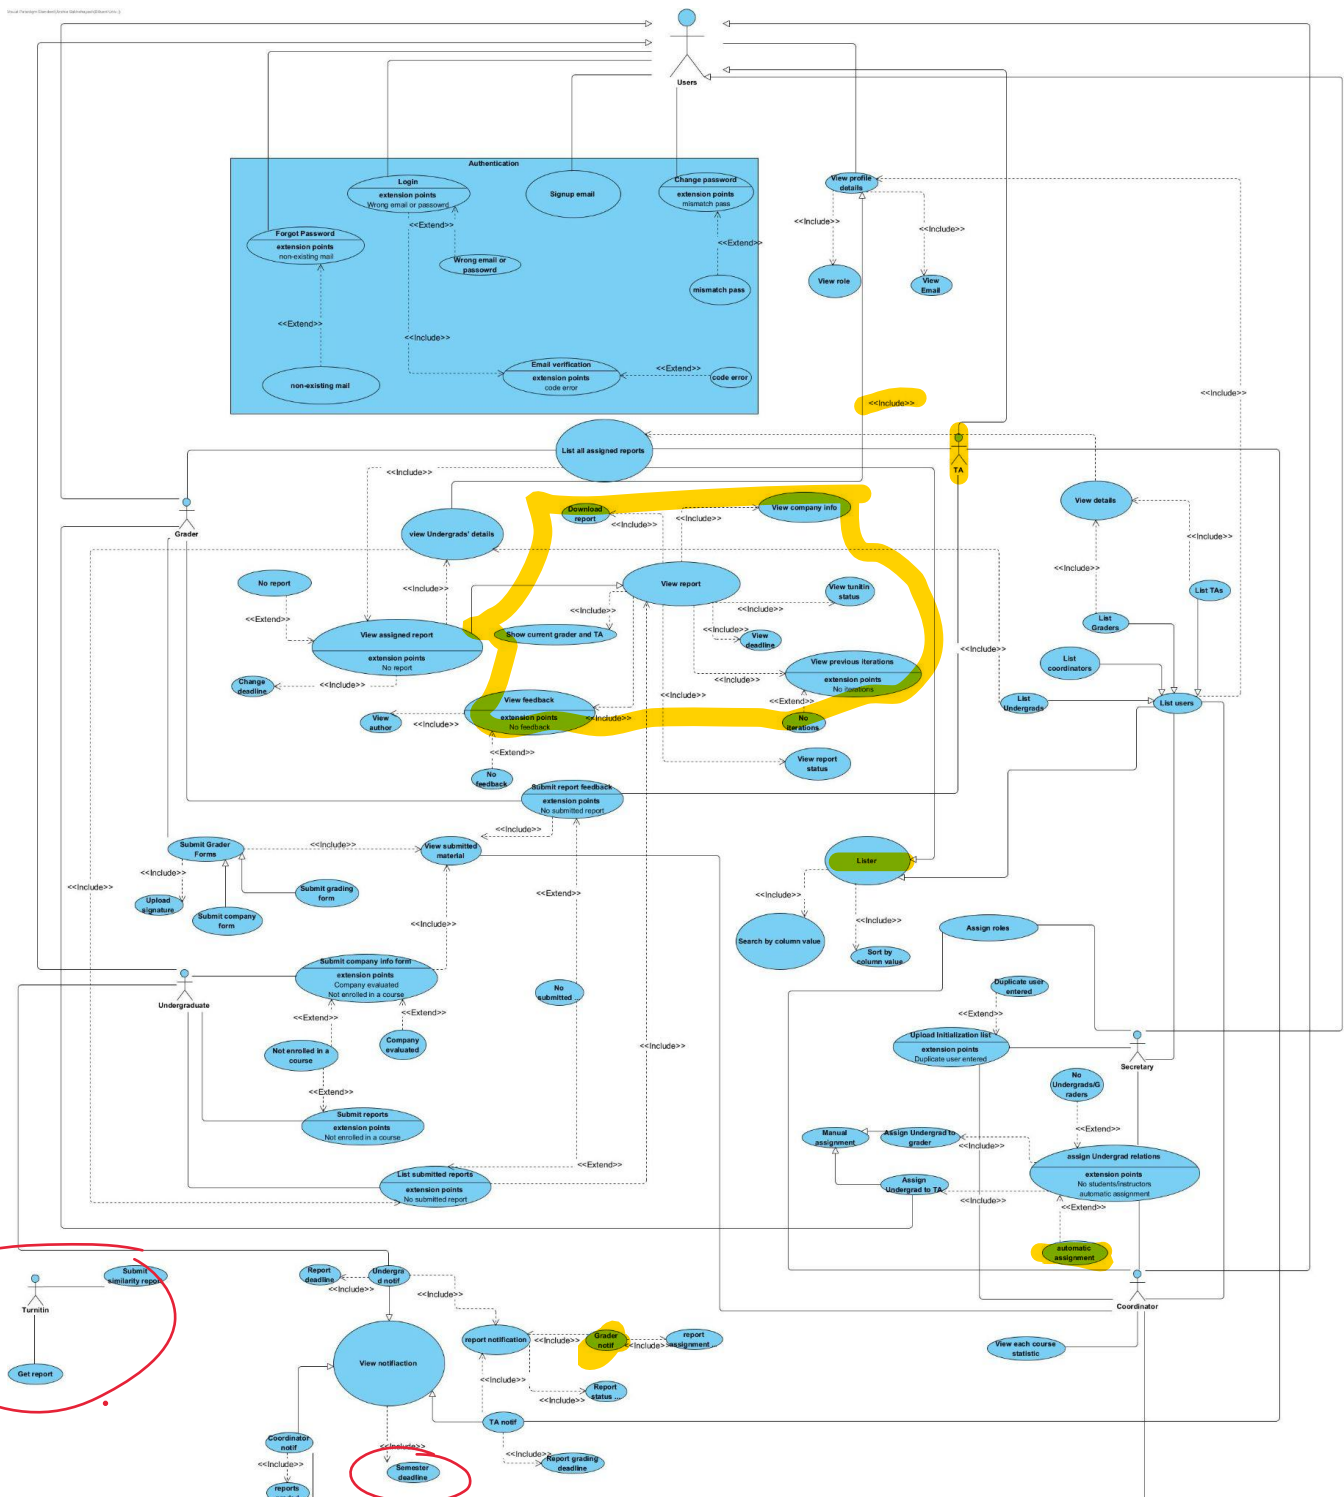 Users
Authentication
Login
extension points
Wrong email or passowrd
Signup email
Change password
extension points
mismatch pass
View profile
details
<<Include>>
<<Include>>
<<Extend>>
<<Extend>>
Forgot Password
extension points
non-existing mail
Wrong email or
passowrd
View role
View
Email
mismatch pass
<<Extend>>
<<Include>>
Email verification
extension points
code error
<<Extend>>
code error
non-existing mail
<<Include>>
<<Include>>
List all assigned reports
TA
<<Include>>
View details
Grader
Download
report
<<Include>>
<<Include>>
View company info
view Undergrads' details
<<Include>>
No report
<<Include>>
View report
View tunitin
status
List TAs
<<Extend>>
<<Include>>
<<Include>>
View assigned report
extension points
No report
Show current grader and TA
<<Include>>
View
deadline
List
Graders
<<Include>>
List
coordinators
View previous iterations
extension points
No iterations
<<Include>>
Change
deadline
<<Include>>
<<Include>>
<<Extend>>
List
Undergrads
List users
View feedback
extension points
No feedback
View
author
<<Include>>
<<Include>>
No
iterations
<<Extend>>
View report
status
No
feedback
Submit report feedback
extension points
No submitted report
<<Include>>
Submit Grader
Forms
<<Include>>
View submitted
material
Lister
<<Include>>
<<Include>>
<<Extend>>
<<Include>>
Upload
signature
Submit grading
form
Submit company
form
<<Include>>
<<Include>>
Search by column value
Sort by
column value
Assign roles
Submit company info form
extension points
Company evaluated
Not enrolled in a course
Undergraduate
No
submitted ...
Duplicate user
entered
<<Extend>>
<<Extend>>
<<Extend>>
Upload Initialization list
extension points
Duplicate user entered
Not enrolled in a
course
Company
evaluated
<<Include>>
Secretary
No
Undergrads/G
raders
<<Extend>>
Submit reports
extension points
Not enrolled in a course
<<Extend>>
Manual
assignment
Assign Undergrad to
grader
<<Include>>
assign Undergrad relations
extension points
No students/instructors
automatic assignment
<<Extend>>
List submitted reports
extension points
No submitted report
Assign
Undergrad to TA
<<Include>>
<<Extend>>
automatic
assignment
Submit
similarity report
Report
deadline
<<Include>>
Undergra
d notif
<<Include>>
Turnitin
Coordinator
report notification
<<Include>>
Grader
notif
<<Include>>
report
assignment ...
View each course
statistic
View notifiaction
Get report
<<Include>>
Report
status ...
<<Include>>
TA notif
Coordinator
notif
<<Include>>
<<Include>>
Report grading
deadline
<<Include>>
Semester
deadline
reports